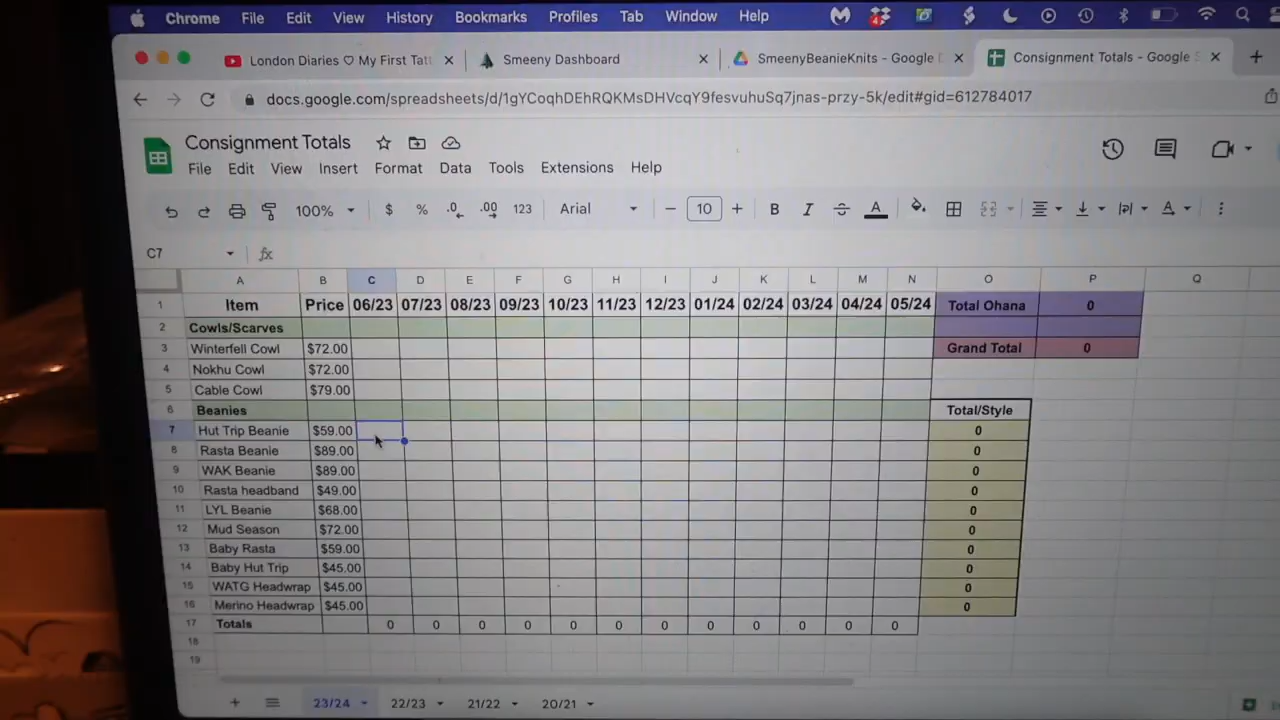 Chrome File Edit View History Bookmarks Profiles Tab Window Help 4
London Diaries ♡ My First Tatt × Smeeny Dashboard × SmeenyBeanieKnits - Google D × Consignment Totals - Google S × +
docs.google.com/spreadsheets/d/1gYCoqhDEhRQKMsDHVcqY9fesvuhuSq7jnas-przy-5k/edit#gid=612784017
Consignment Totals
File Edit View Insert Format Data Tools Extensions Help
100% $ % .0 .00 123 Arial − 10 + B I S A
C7 fx
A B C D E F G H I J K L M N O P Q
1 Item Price 06/23 07/23 08/23 09/23 10/23 11/23 12/23 01/24 02/24 03/24 04/24 05/24 Total Ohana 0
2 Cowls/Scarves
3 Winterfell Cowl $72.00 Grand Total 0
4 Nokhu Cowl $72.00
5 Cable Cowl $79.00
6 Beanies Total/Style
7 Hut Trip Beanie $59.00 0
8 Rasta Beanie $89.00 0
9 WAK Beanie $89.00 0
10 Rasta headband $49.00 0
11 LYL Beanie $68.00 0
12 Mud Season $72.00 0
13 Baby Rasta $59.00 0
14 Baby Hut Trip $45.00 0
15 WATG Headwrap $45.00 0
16 Merino Headwrap $45.00 0
17 Totals 0 0 0 0 0 0 0 0 0 0 0 0
18
19
+ 23/24 22/23 21/22 20/21